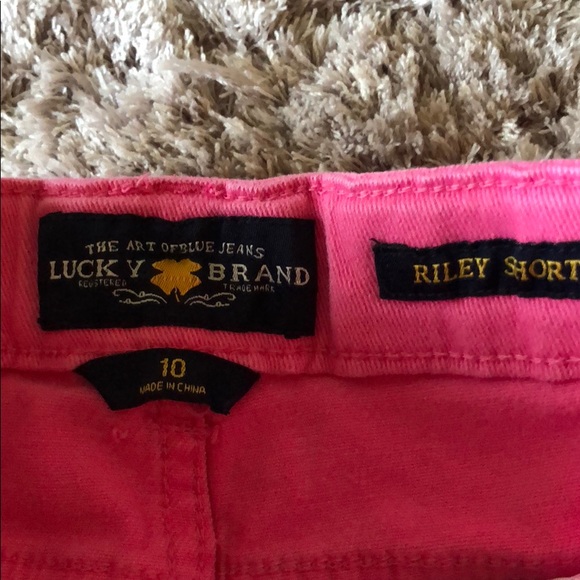 THE ART OF BLUE JEANS
LUCKY BRAND
REGISTERED TRADE MARK
RILEY SHORT
10
MADE IN CHINA